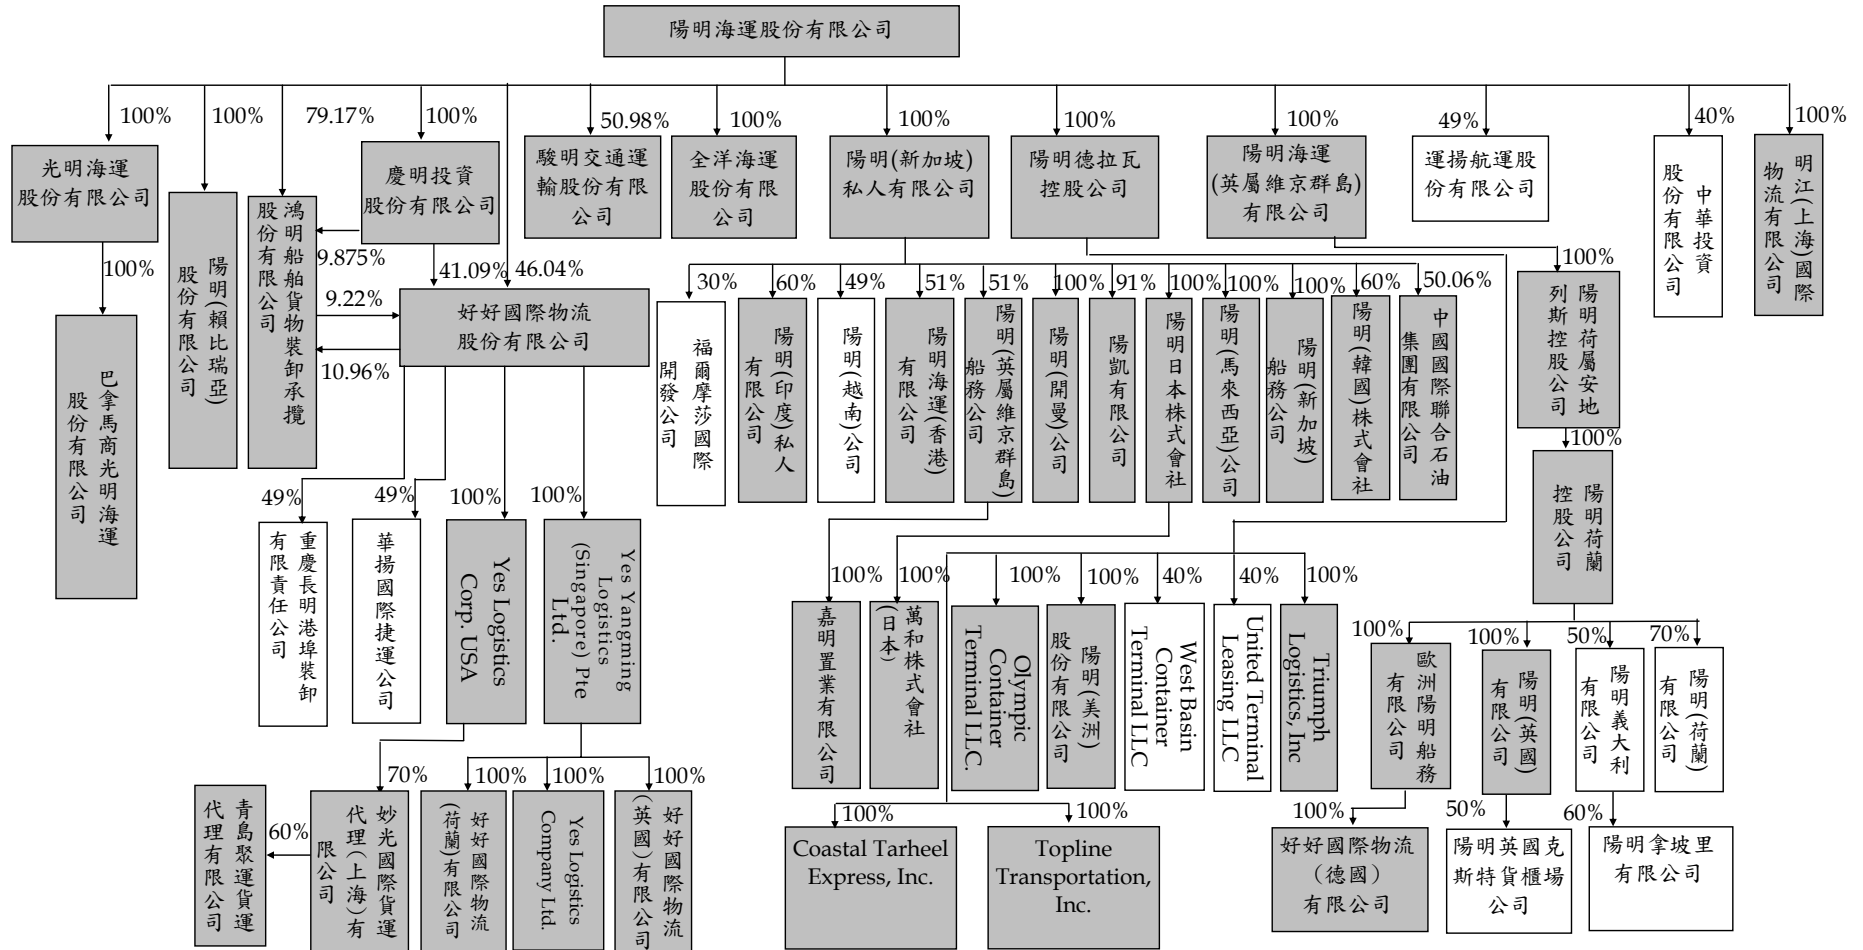 陽明海運股份有限公司
100%
100%
79.17%
100%
50.98%
100%
100%
100%
100%
49%
40%
100%
光明海運
股份有限公司
陽明(賴比瑞亞)
股份有限公司
鴻明船舶貨物裝卸承攬
股份有限公司
慶明投資
股份有限公司
駿明交通運
輸股份有限
公司
全洋海運
股份有限
公司
陽明(新加坡)
私人有限公司
陽明德拉瓦
控股公司
陽明海運
(英屬維京群島)
有限公司
運揚航運股
份有限公司
中華投資
股份有限公司
明江(上海)國際
物流有限公司
100%
9.875%
41.09%
46.04%
9.22%
10.96%
好好國際物流
股份有限公司
巴拿馬商光明海運
股份有限公司
30%
60%
49%
51%
51%
100%
91%
100%
100%
100%
60%
50.06%
100%
福爾摩莎國際
開發公司
陽明(印度)私人
有限公司
陽明(越南)公司
陽明海運(香港)
有限公司
陽明(英屬維京群島)
船務公司
陽明(開曼)公司
陽凱有限公司
陽明日本株式會社
陽明(馬來西亞)公司
陽明(新加坡)
船務公司
陽明(韓國)株式會社
中國國際聯合石油
集團有限公司
陽明荷屬安地
列斯控股公司
100%
陽明荷蘭
控股公司
49%
49%
100%
100%
重慶長明港埠裝卸
有限責任公司
華揚國際捷運公司
Yes Logistics
Corp. USA
Yes Yangming
Logistics
(Singapore) Pte
Ltd.
100%
100%
100%
100%
40%
40%
100%
嘉明置業有限公司
萬和株式會社
(日本)
Olympic
Container
Terminal LLC.
陽明(美洲)
股份有限公司
West Basin
Container
Terminal LLC
United Terminal
Leasing LLC
Triumph
Logistics, Inc
100%
100%
50%
70%
歐洲陽明船務
有限公司
陽明(英國)
有限公司
陽明義大利
有限公司
陽明(荷蘭)
有限公司
70%
100%
100%
100%
青島聚運貨運
代理有限公司
60%
妙光國際貨運
代理(上海)有
限公司
好好國際物流
(荷蘭)有限公司
Yes Logistics
Company Ltd.
好好國際物流
(英國)有限公司
100%
100%
Coastal Tarheel
Express, Inc.
Topline
Transportation,
Inc.
100%
50%
60%
好好國際物流
(德國)
有限公司
陽明英國克
斯特貨櫃場
公司
陽明拿坡里
有限公司